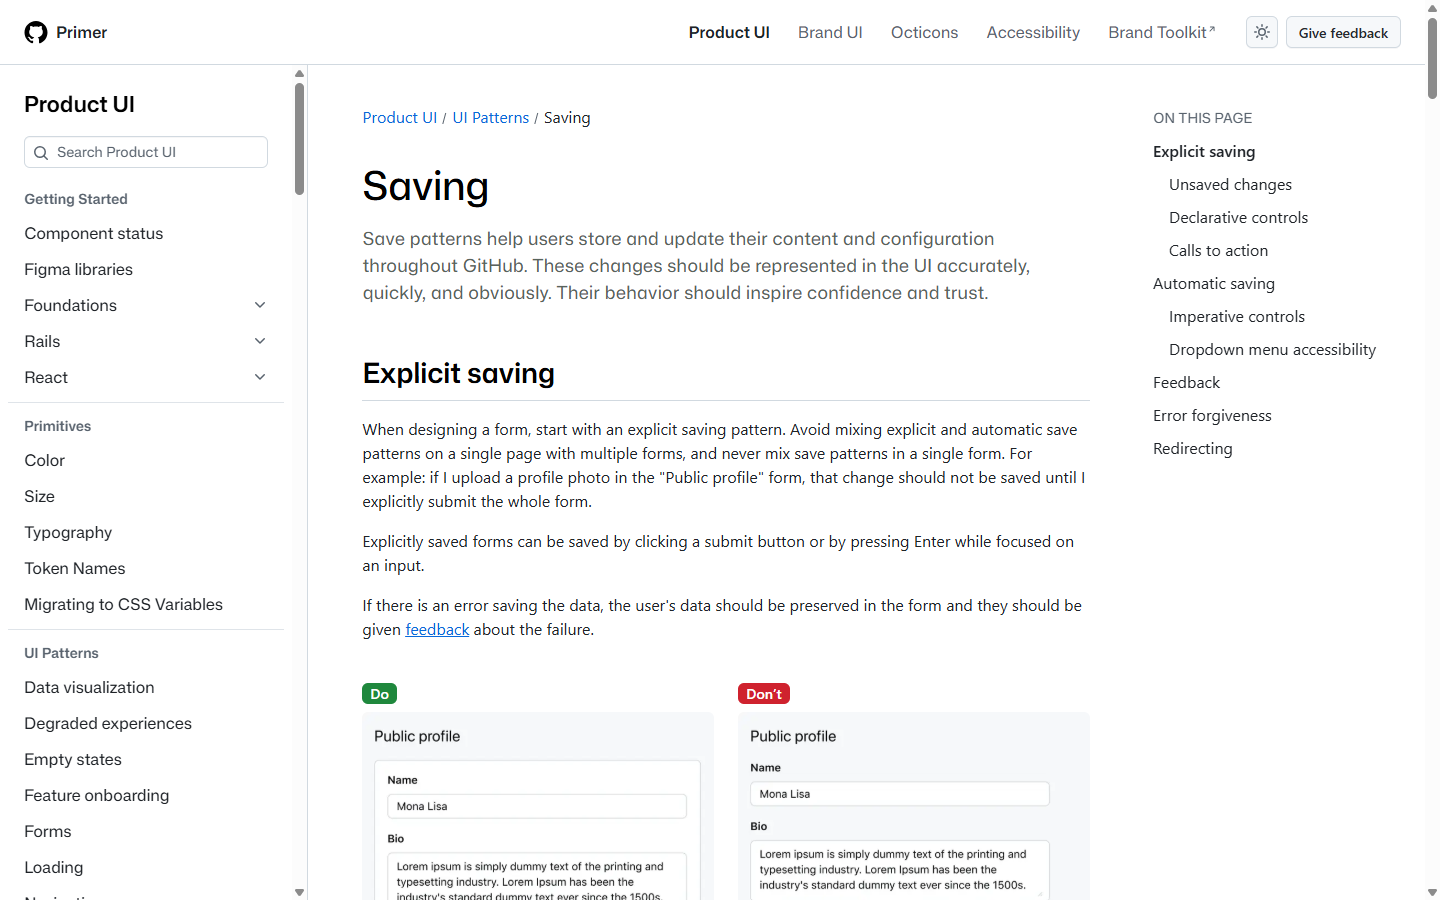 Primer
Product UI
Brand UI
Octicons
Accessibility
Brand Toolkit↗
Give feedback
Product UI
Search Product UI
Getting Started
Component status
Figma libraries
Foundations
Rails
React
Primitives
Color
Size
Typography
Token Names
Migrating to CSS Variables
UI Patterns
Data visualization
Degraded experiences
Empty states
Feature onboarding
Forms
Loading
Product UI / UI Patterns / Saving
Saving
Save patterns help users store and update their content and configuration
throughout GitHub. These changes should be represented in the UI accurately,
quickly, and obviously. Their behavior should inspire confidence and trust.
Explicit saving
When designing a form, start with an explicit saving pattern. Avoid mixing explicit and automatic save
patterns on a single page with multiple forms, and never mix save patterns in a single form. For
example: if I upload a profile photo in the "Public profile" form, that change should not be saved until I
explicitly submit the whole form.
Explicitly saved forms can be saved by clicking a submit button or by pressing Enter while focused on
an input.
If there is an error saving the data, the user's data should be preserved in the form and they should be
given feedback about the failure.
Do
Public profile
Name
Mona Lisa
Bio
Lorem ipsum is simply dummy text of the printing and
typesetting industry. Lorem Ipsum has been the
industry's standard dummy text ever since the 1500s,
Don't
Public profile
Name
Mona Lisa
Bio
Lorem ipsum is simply dummy text of the printing and
typesetting industry. Lorem Ipsum has been the
industry's standard dummy text ever since the 1500s.
ON THIS PAGE
Explicit saving
Unsaved changes
Declarative controls
Calls to action
Automatic saving
Imperative controls
Dropdown menu accessibility
Feedback
Error forgiveness
Redirecting